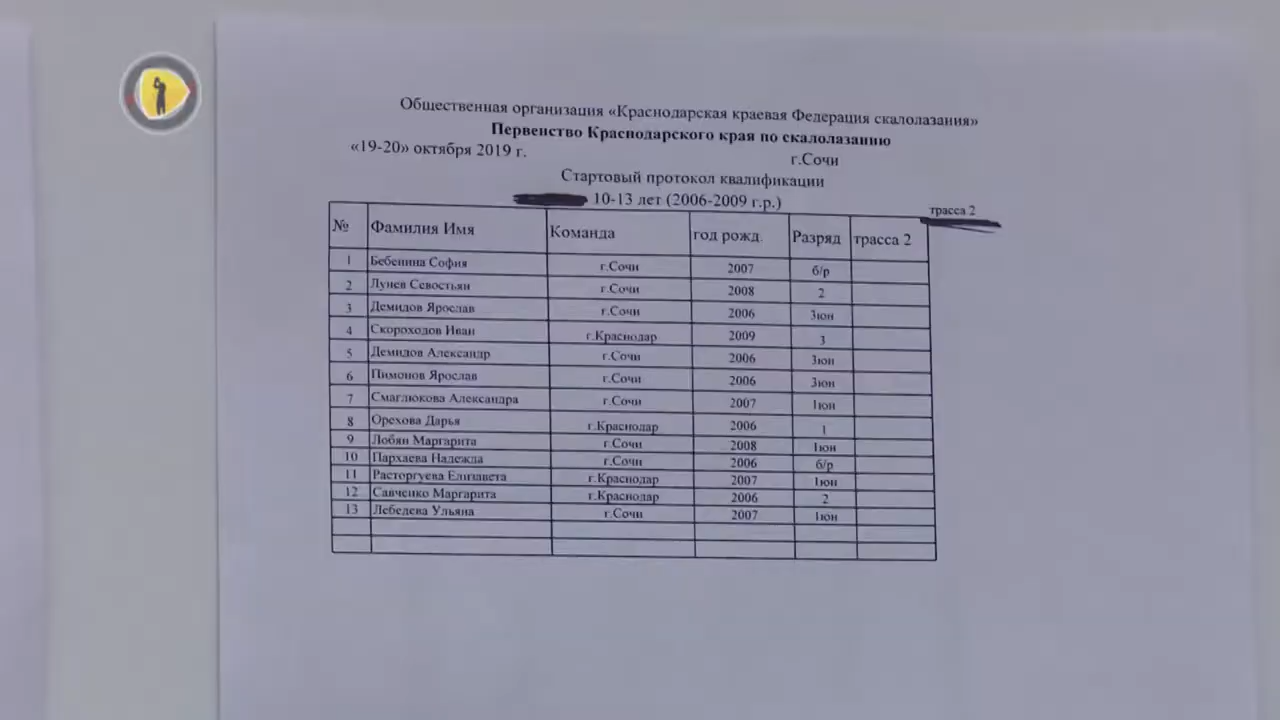 Общественная организация «Краснодарская краевая Федерация скалолазания»
Первенство Краснодарского края по скалолазанию
«19-20» октября 2019 г. г.Сочи
Стартовый протокол квалификации
10-13 лет (2006-2009 г.р.)
трасса 2
№ Фамилия Имя Команда год рожд. Разряд трасса 2
1 Бебенина София г.Сочи 2007 б/р
2 Лунев Севостьян г.Сочи 2008 2
3 Демидов Ярослав г.Сочи 2006 3юн
4 Скороходов Иван г.Краснодар 2009 3
5 Демидов Александр г.Сочи 2006 3юн
6 Пимонов Ярослав г.Сочи 2006 3юн
7 Смаглюкова Александра г.Сочи 2007 1юн
8 Орехова Дарья г.Краснодар 2006 1
9 Лобян Маргарита г.Сочи 2008 1юн
10 Пархаева Надежда г.Сочи 2006 б/р
11 Расторгуева Елизавета г.Краснодар 2007 1юн
12 Савченко Маргарита г.Краснодар 2006 2
13 Лебедева Ульяна г.Сочи 2007 1юн